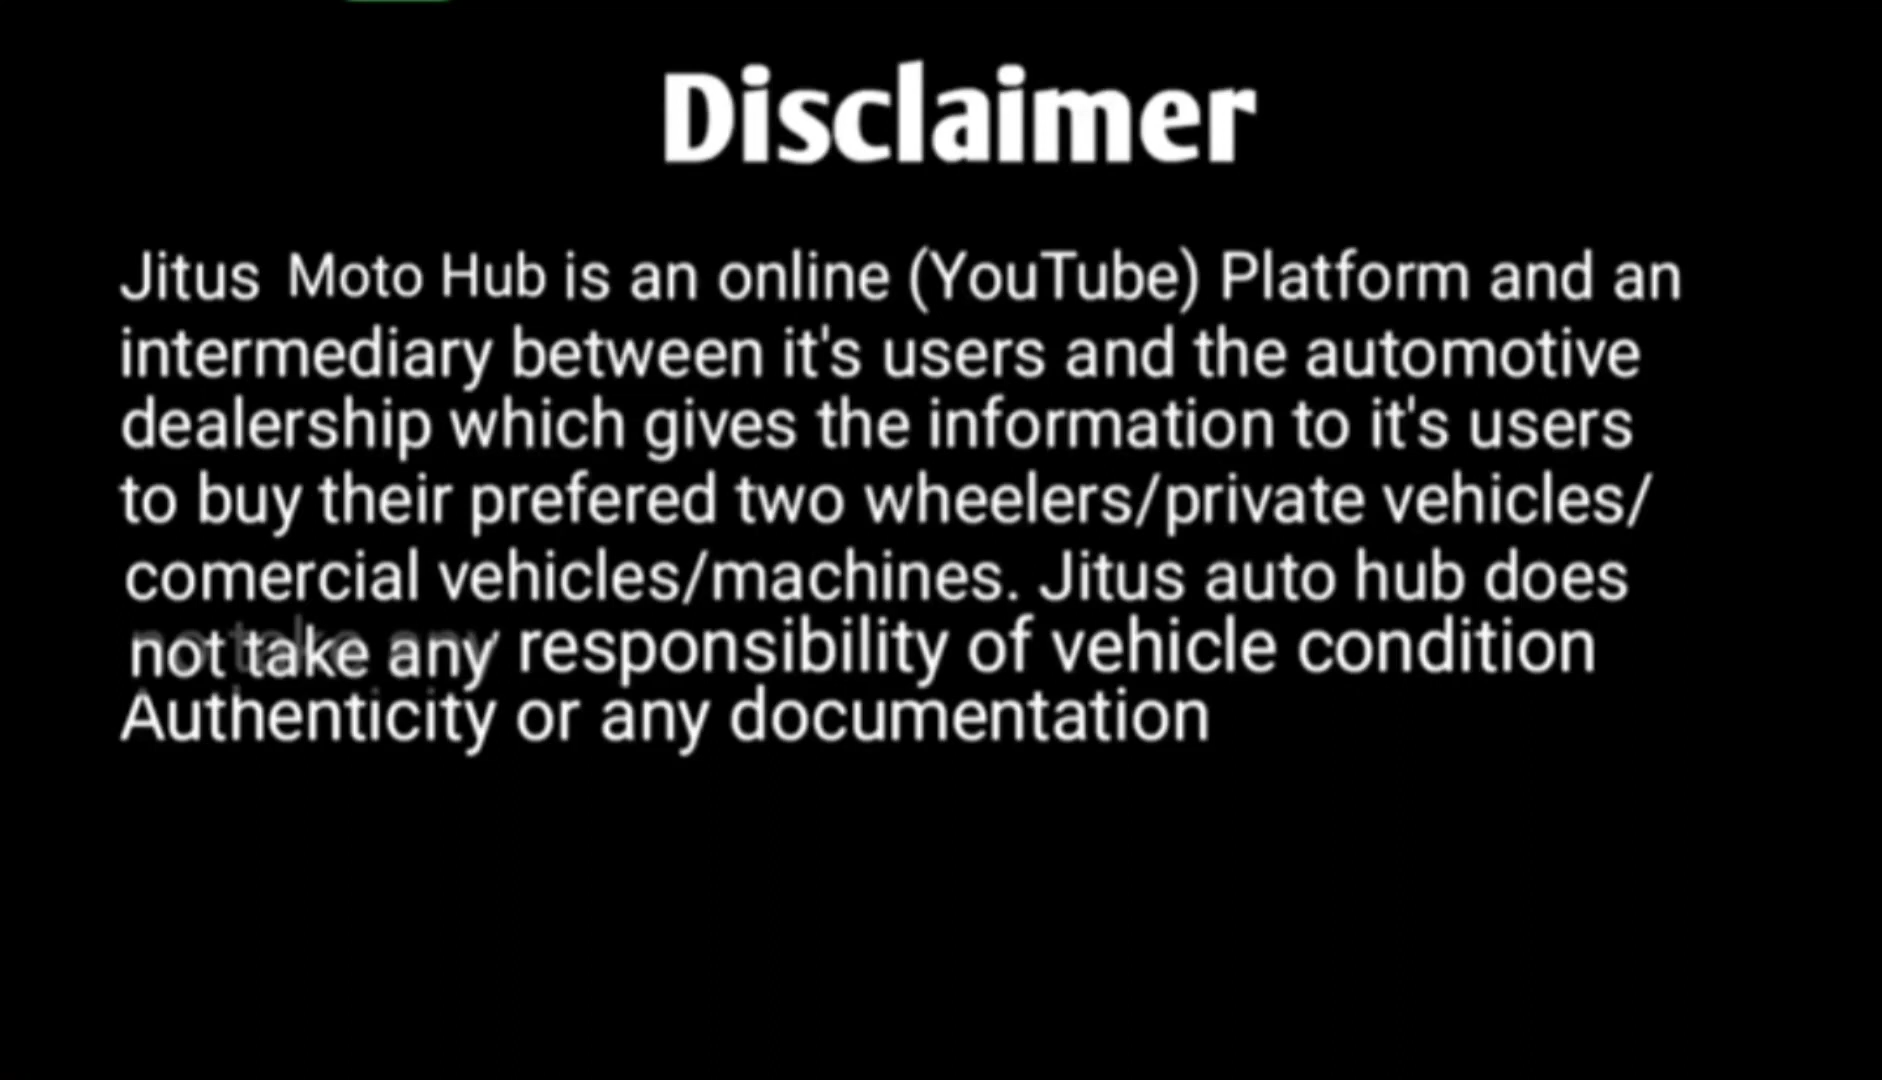 Disclaimer
Jitus Moto Hub is an online (YouTube) Platform and an
intermediary between it's users and the automotive
dealership which gives the information to it's users
to buy their prefered two wheelers/private vehicles/
comercial vehicles/machines. Jitus auto hub does
not take any responsibility of vehicle condition
Authenticity or any documentation